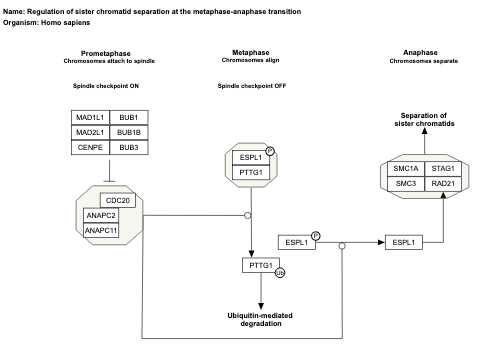 Name: Regulation of sister chromatid separation at the metaphase-anaphase transition
Organism: Homo sapiens
Prometaphase
Chromosomes attach to spindle
Metaphase
Chromosomes align
Anaphase
Chromosomes separate
Spindle checkpoint ON
Spindle checkpoint OFF
MAD1L1 BUB1
MAD2L1 BUB1B
CENPE BUB3
Separation of
sister chromatids
P
ESPL1
PTTG1
SMC1A STAG1
SMC3 RAD21
CDC20
ANAPC2
ANAPC11
P
ESPL1
ESPL1
PTTG1
Ub
Ubiquitin-mediated
degradation